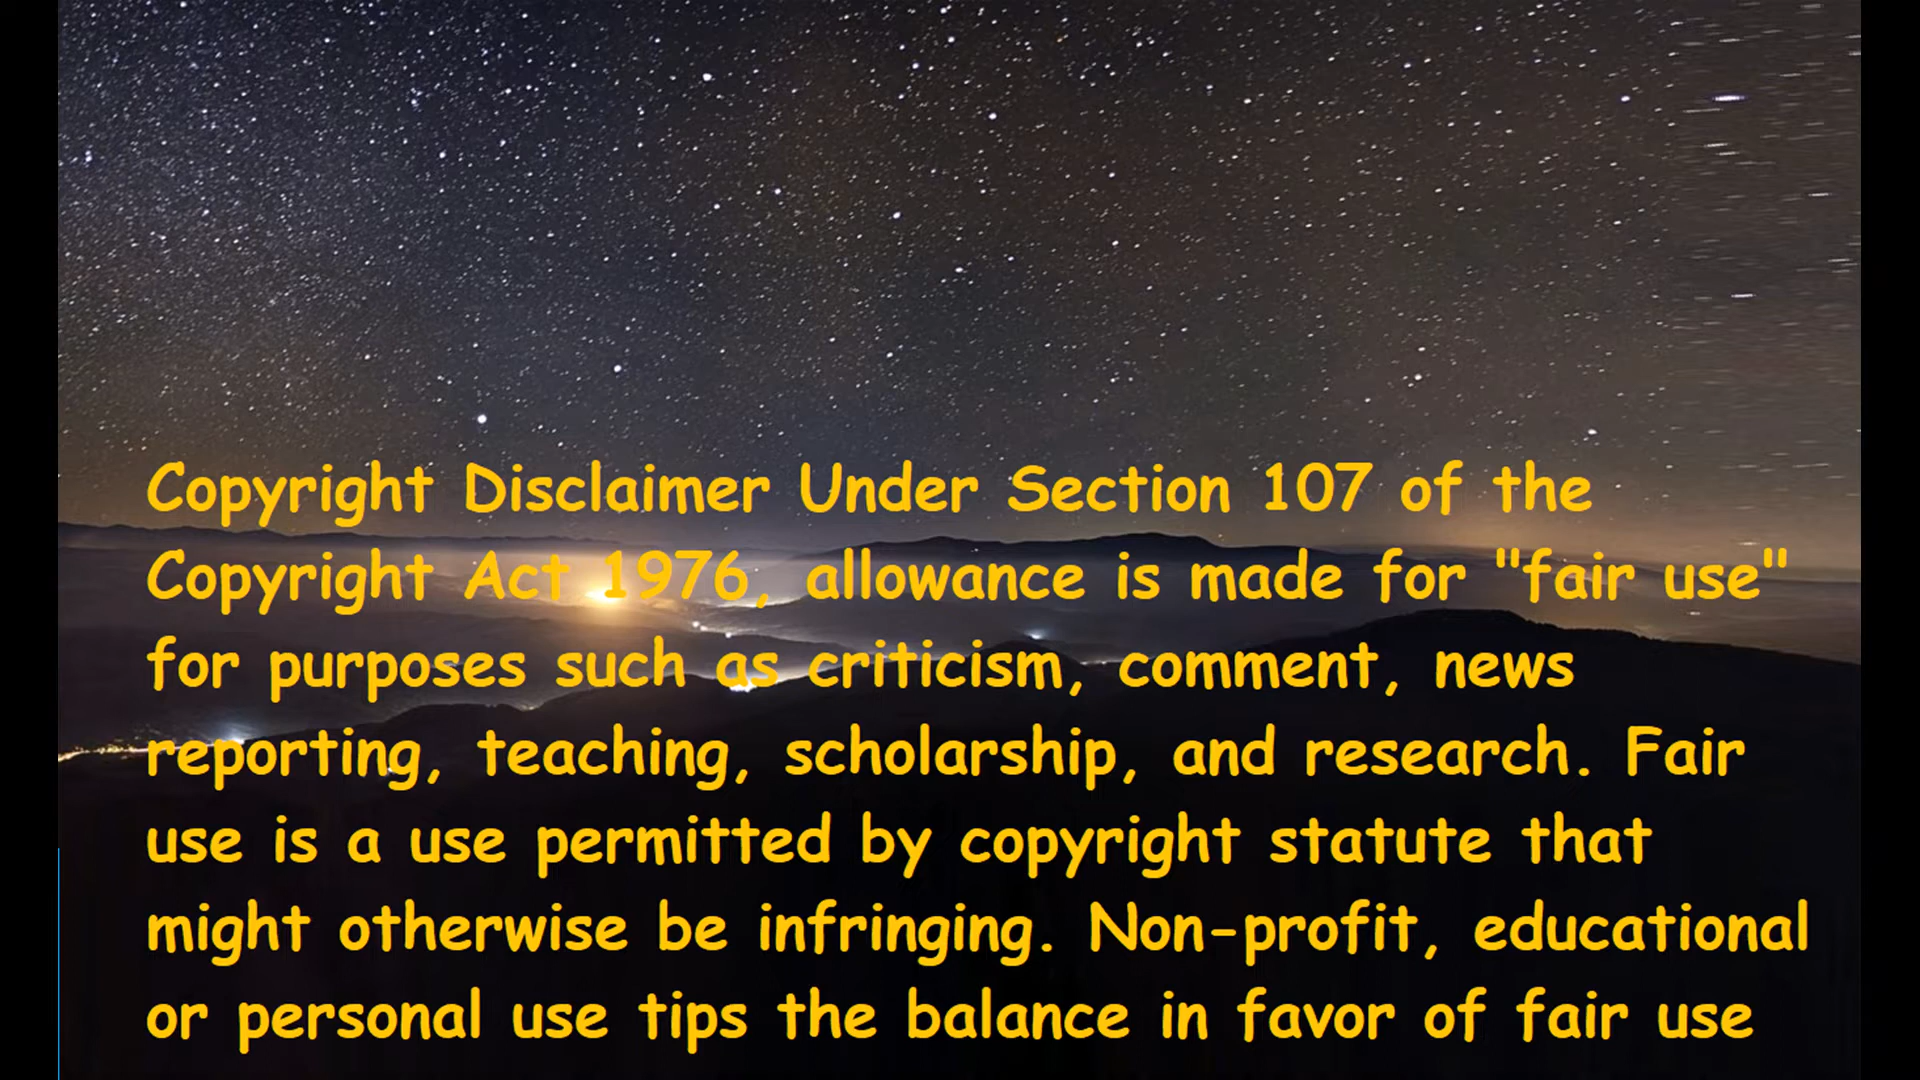 Copyright Disclaimer Under Section 107 of the
Copyright Act 1976, allowance is made for "fair use"
for purposes such as criticism, comment, news
reporting, teaching, scholarship, and research. Fair
use is a use permitted by copyright statute that
might otherwise be infringing. Non-profit, educational
or personal use tips the balance in favor of fair use